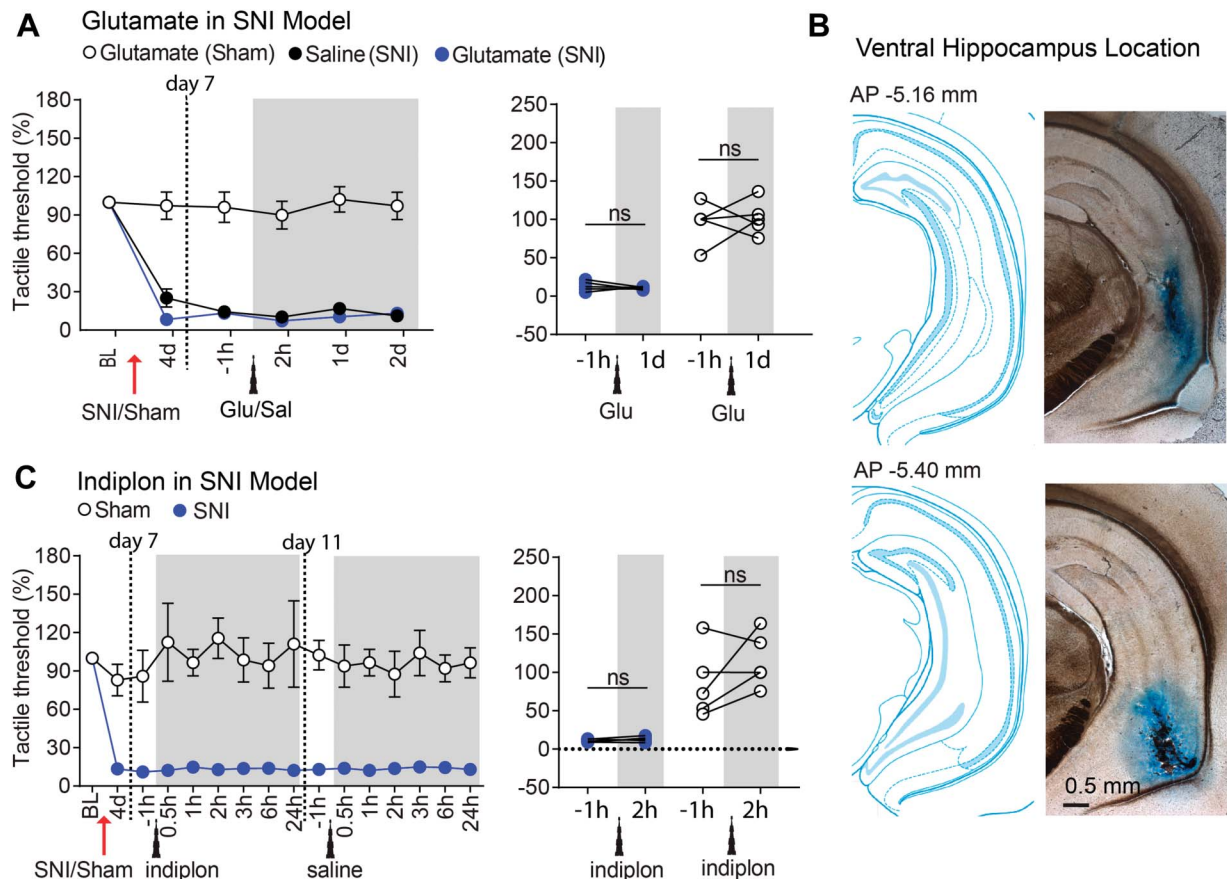 A
Glutamate in SNI Model
Glutamate (Sham) Saline (SNI) Glutamate (SNI)
day 7
180
150
120
90
60
30
0
Tactile threshold (%)
BL 4d -1h 2h 1d 2d
SNI/Sham Glu/Sal
250
200
150
100
50
0
-50
ns ns
-1h 1d -1h 1d
Glu Glu
B
Ventral Hippocampus Location
AP -5.16 mm
AP -5.40 mm
0.5 mm
C
Indiplon in SNI Model
Sham SNI
day 7 day 11
180
150
120
90
60
30
0
Tactile threshold (%)
BL 4d -1h 0.5h 1h 2h 3h 6h 24h -1h 0.5h 1h 2h 3h 6h 24h
SNI/Sham indiplon saline
250
200
150
100
50
0
-50
ns ns
-1h 2h -1h 2h
indiplon indiplon